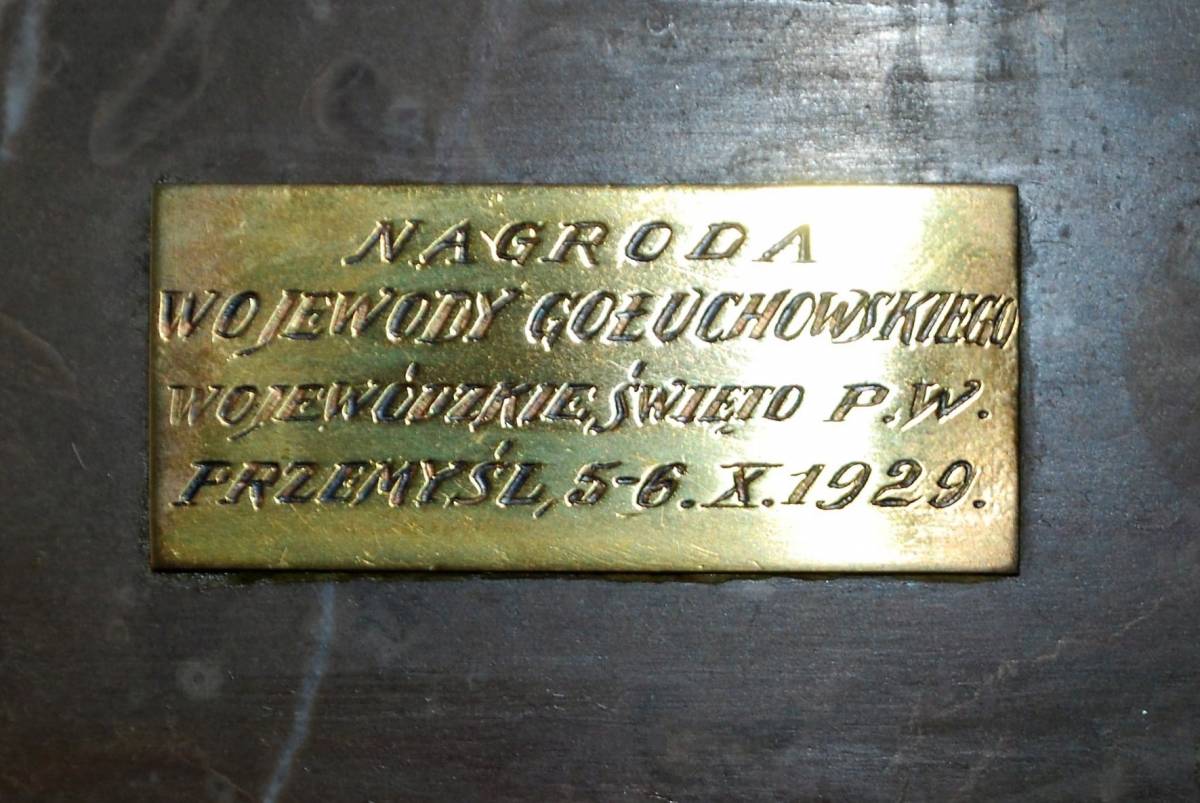 NAGRODA
WOJEWODY GOŁUCHOWSKIEGO
WOJEWÓDZKIE ŚWIĘTO P.W.
PRZEMYŚL, 5-6.X.1929.